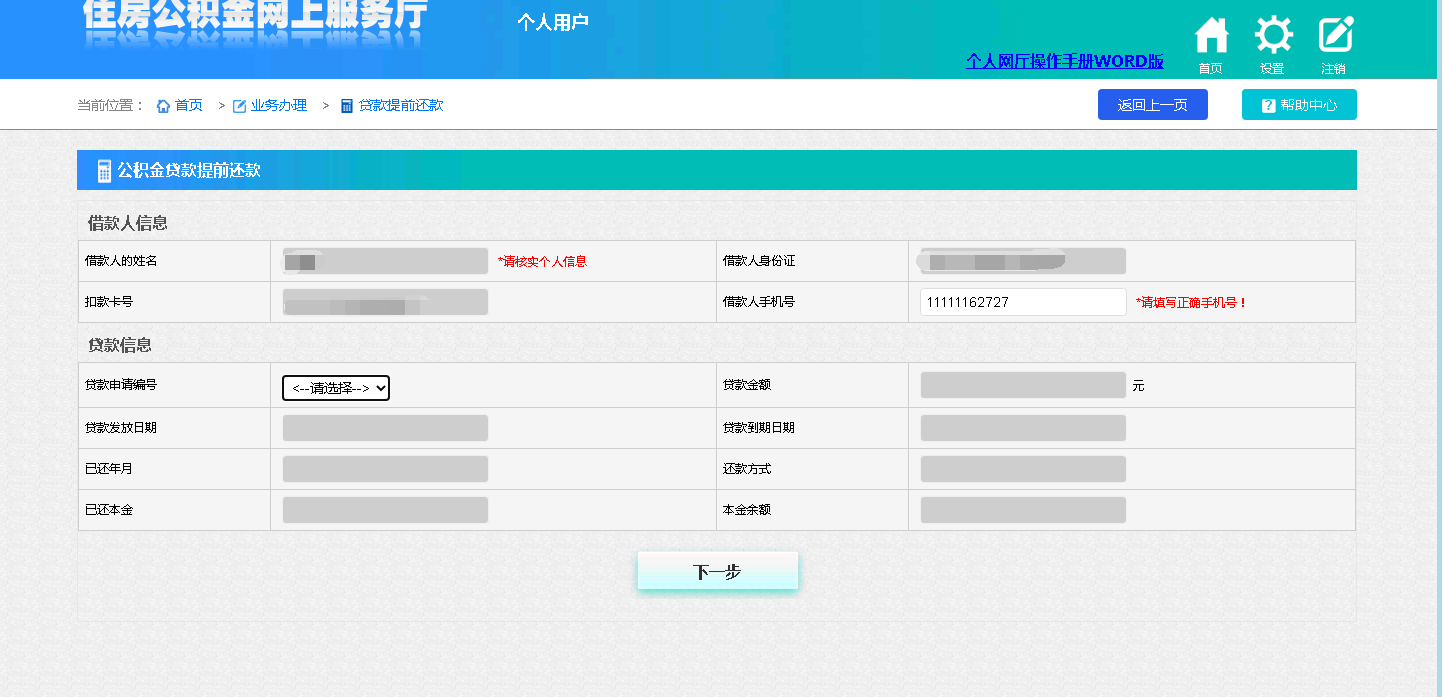 住房公积金网上服务厅
个人用户
个人网厅操作手册WORD版
首页 设置 注销
当前位置： 首页 > 业务办理 > 贷款提前还款
返回上一页 帮助中心
公积金贷款提前还款
借款人信息
借款人的姓名 *请核实个人信息 借款人身份证
扣款卡号 借款人手机号 11111162727 *请填写正确手机号！
贷款信息
贷款申请编号 <--请选择--> 贷款金额 元
贷款发放日期 贷款到期日期
已还年月 还款方式
已还本金 本金余额
下一步